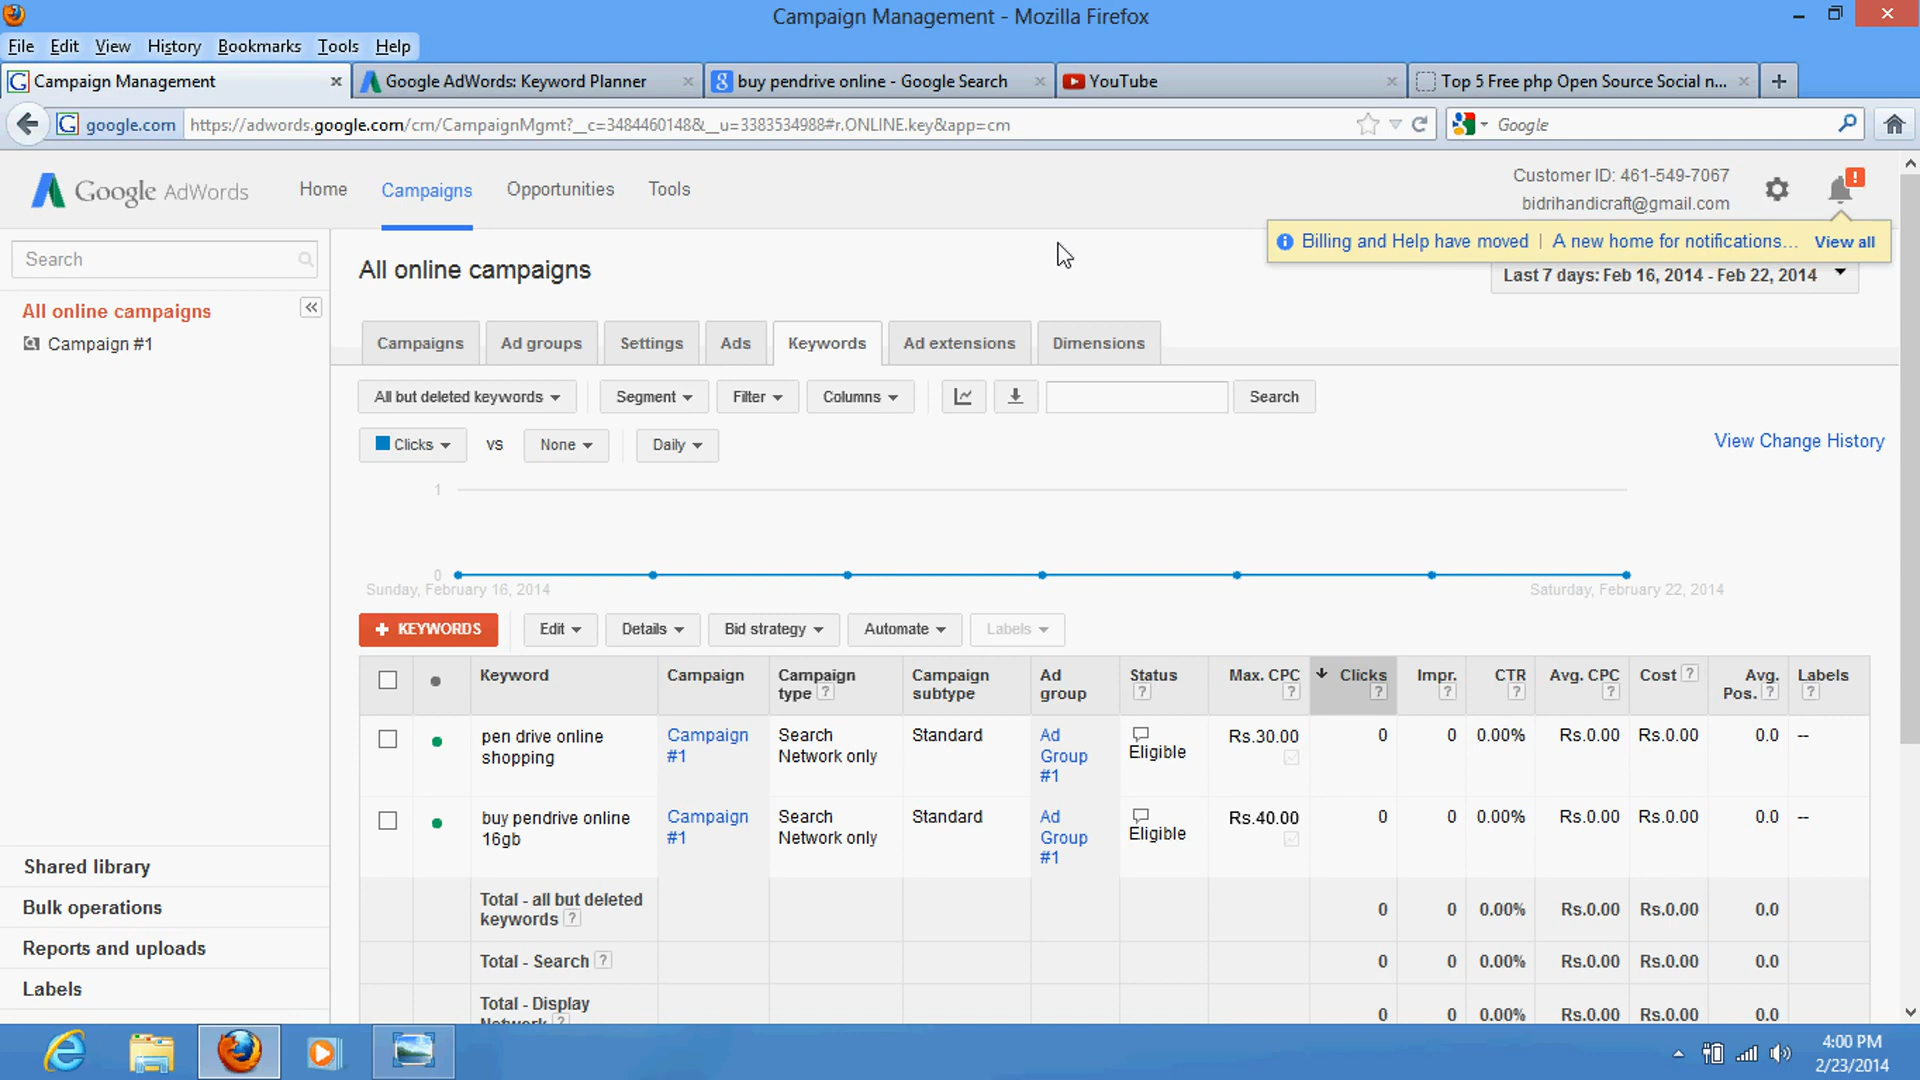 Campaign Management - Mozilla Firefox
File Edit View History Bookmarks Tools Help
Campaign Management
Google AdWords: Keyword Planner
buy pendrive online - Google Search
YouTube
Top 5 Free php Open Source Social n...
google.com
https://adwords.google.com/cm/CampaignMgmt?__c=3484460148&__u=3383534988#r.ONLINE.key&app=cm
Google
Google AdWords
Home Campaigns Opportunities Tools
Customer ID: 461-549-7067
bidrihandicraft@gmail.com
Billing and Help have moved | A new home for notifications... View all
Search
All online campaigns
Last 7 days: Feb 16, 2014 - Feb 22, 2014
All online campaigns
Campaign #1
Campaigns Ad groups Settings Ads Keywords Ad extensions Dimensions
All but deleted keywords Segment Filter Columns Search
Clicks vs None Daily
View Change History
1
0
Sunday, February 16, 2014
Saturday, February 22, 2014
+ KEYWORDS Edit Details Bid strategy Automate Labels
Keyword Campaign Campaign type ? Campaign subtype Ad group Status ? Max. CPC ? Clicks ? Impr. ? CTR ? Avg. CPC ? Cost ? Avg. Pos. ? Labels ?
pen drive online shopping Campaign #1 Search Network only Standard Ad Group #1 Eligible Rs.30.00 0 0 0.00% Rs.0.00 Rs.0.00 0.0 --
buy pendrive online 16gb Campaign #1 Search Network only Standard Ad Group #1 Eligible Rs.40.00 0 0 0.00% Rs.0.00 Rs.0.00 0.0 --
Total - all but deleted keywords ? 0 0 0.00% Rs.0.00 Rs.0.00 0.0
Total - Search ? 0 0 0.00% Rs.0.00 Rs.0.00 0.0
Total - Display Network ? 0 0 0.00% Rs.0.00 Rs.0.00 0.0
Shared library
Bulk operations
Reports and uploads
Labels
4:00 PM
2/23/2014